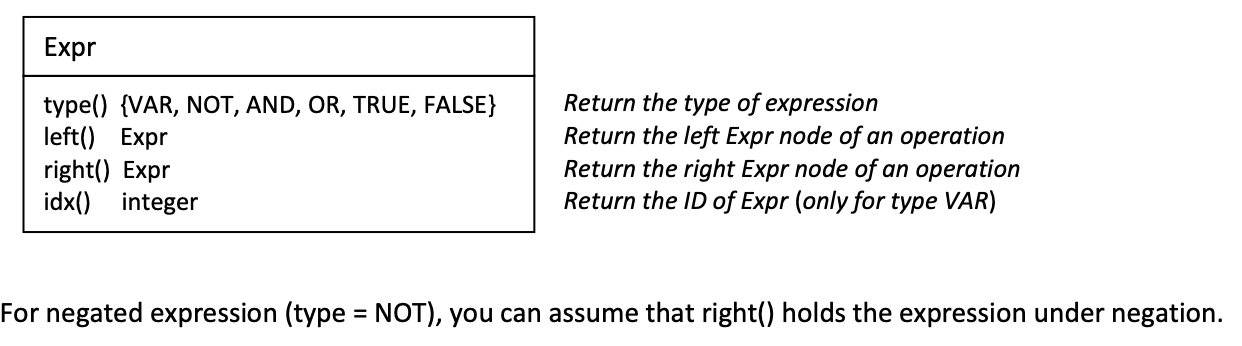 Expr
type() {VAR, NOT, AND, OR, TRUE, FALSE} Return the type of expression
left() Expr Return the left Expr node of an operation
right() Expr Return the right Expr node of an operation
idx() integer Return the ID of Expr (only for type VAR)
For negated expression (type = NOT), you can assume that right() holds the expression under negation.